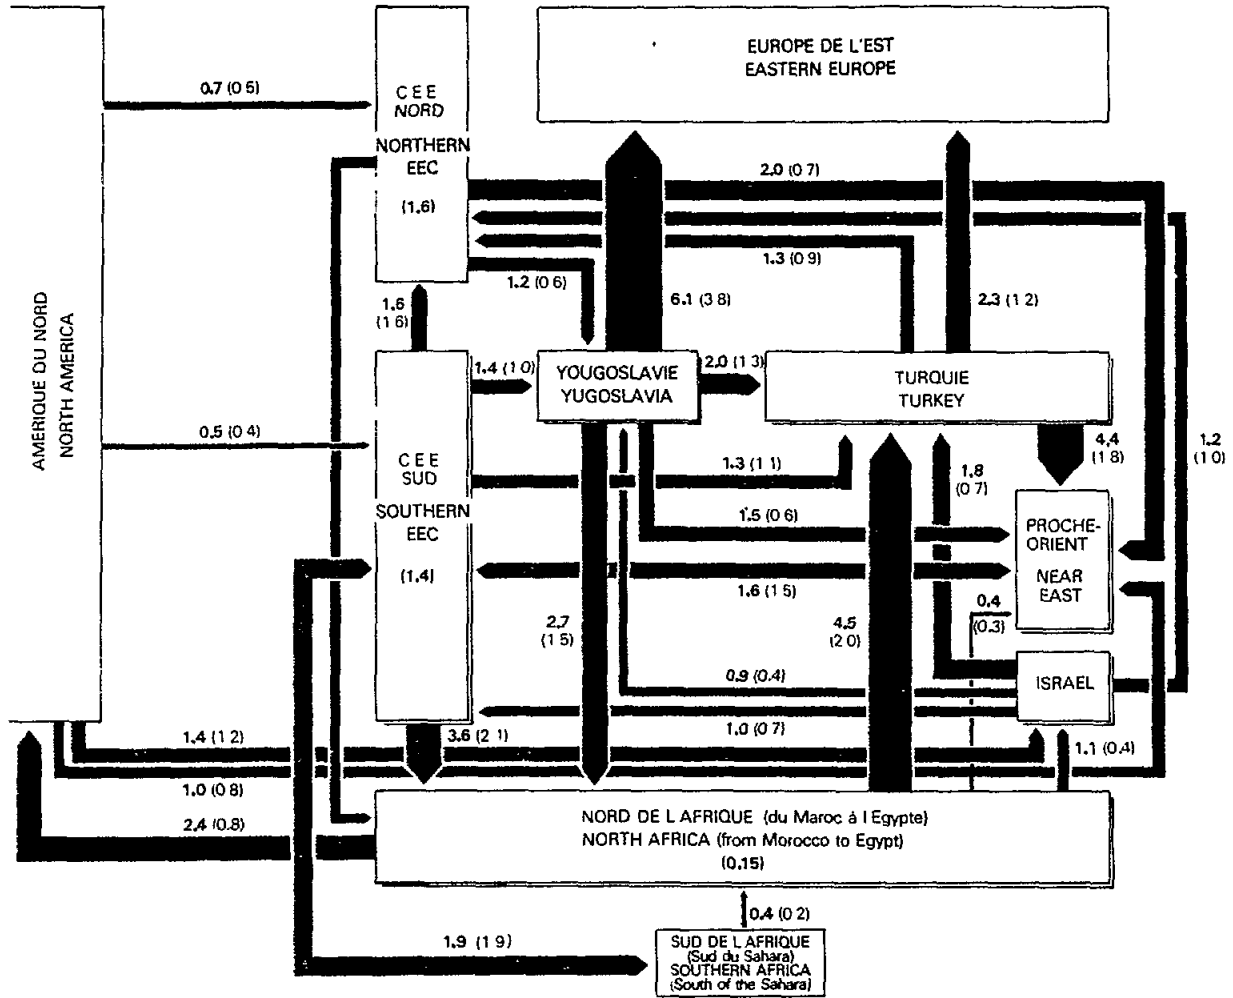 EUROPE DE L'EST
EASTERN EUROPE
0.7 (0 5)
C E E
NORD
NORTHERN
EEC
(1.6)
2.0 (0 7)
1.3 (0 9)
1.2 (0 6)
1.6
(1 6)
6.1 (3 8)
2.3 (1 2)
AMERIQUE DU NORD
NORTH AMERICA
1.4 (1 0)
YOUGOSLAVIE
YUGOSLAVIA
2.0 (1 3)
TURQUIE
TURKEY
0.5 (0 4)
C E E
SUD
SOUTHERN
EEC
(1.4)
1.3 (1 1)
1.8
(0 7)
4.4
(1 8)
1.2
(1 0)
1.5 (0 6)
PROCHE-
ORIENT
NEAR
EAST
1.6 (1 5)
0.4
(0.3)
2.7
(1 5)
4.5
(2 0)
0.9 (0.4)
ISRAEL
1.0 (0 7)
1.4 (1 2)
3.6 (2 1)
1.1 (0.4)
1.0 (0 8)
2.4 (0.8)
NORD DE L AFRIQUE (du Maroc à l Egypte)
NORTH AFRICA (from Morocco to Egypt)
(0.15)
0.4 (0 2)
1.9 (1 9)
SUD DE L AFRIQUE
(Sud du Sahara)
SOUTHERN AFRICA
(South of the Sahara)